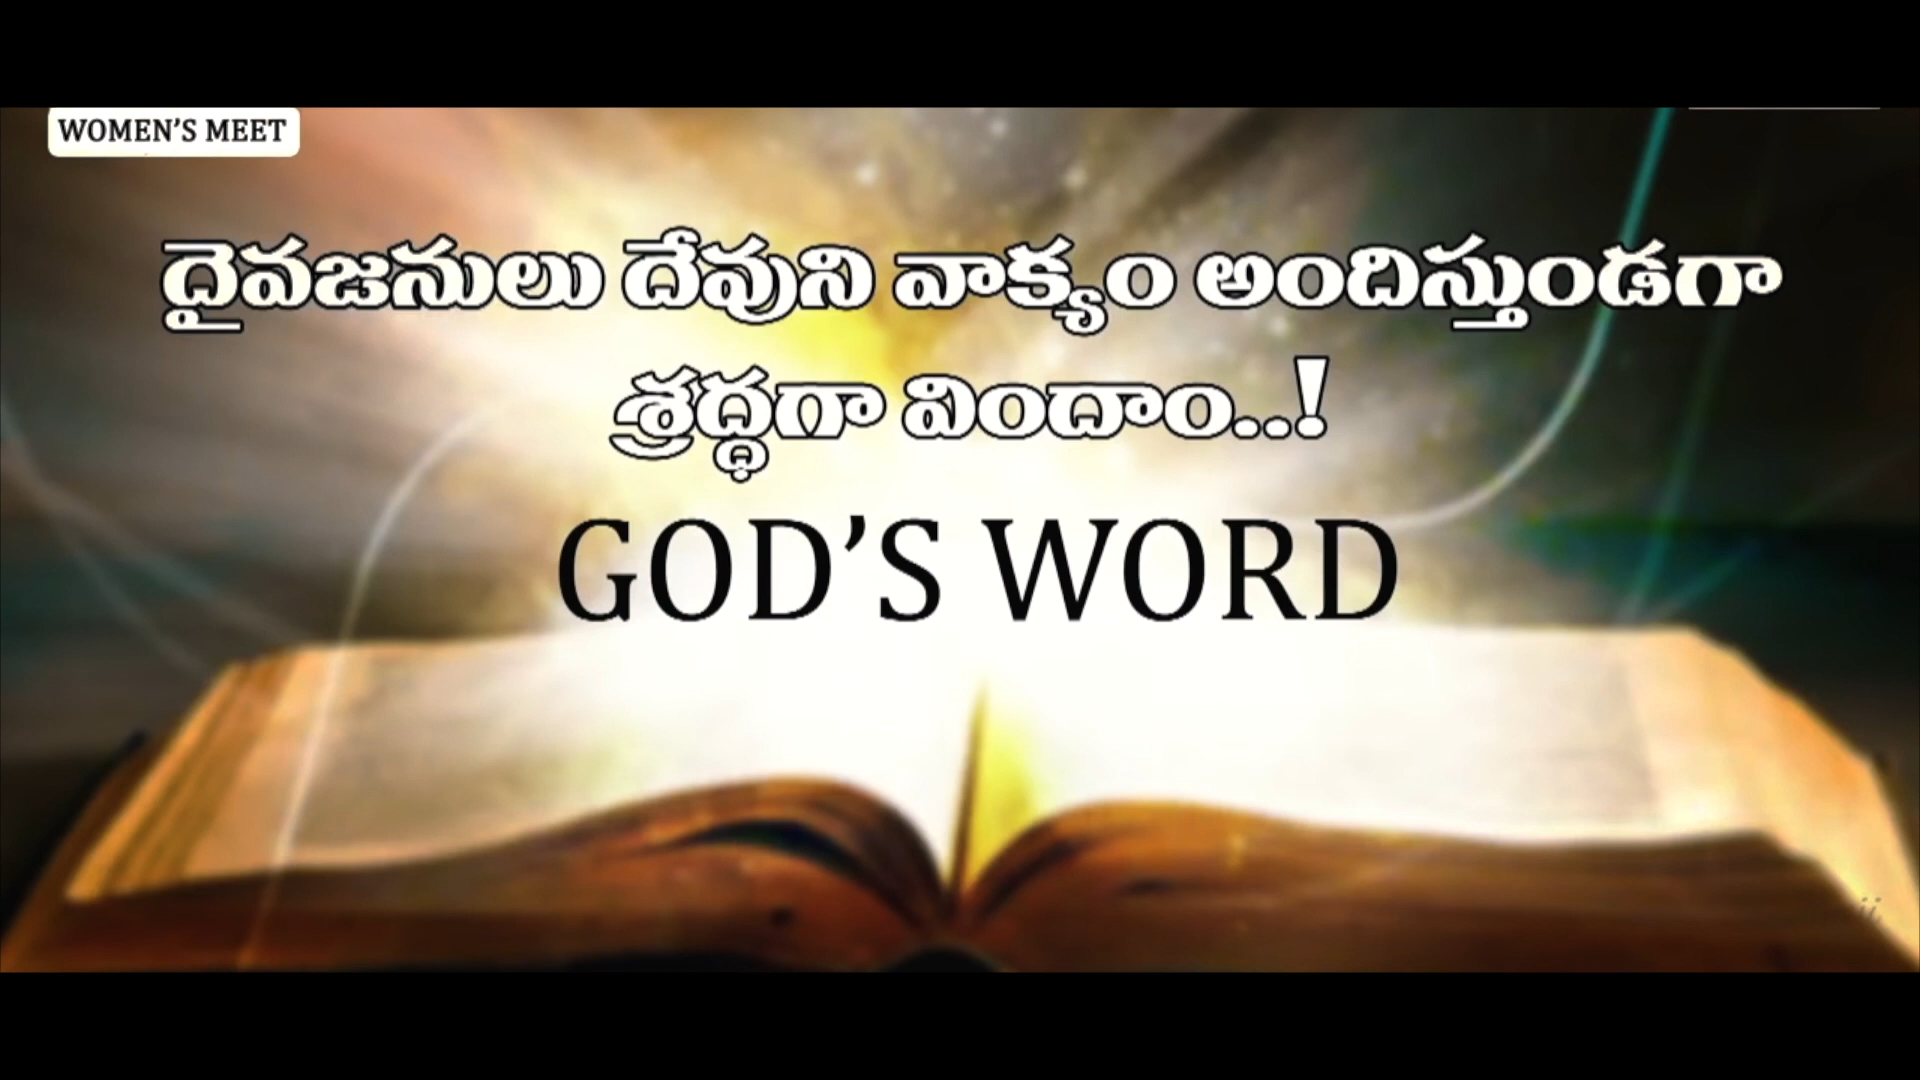 WOMEN'S MEET
దైవజనులు దేవుని వాక్యం అందిస్తుండగా
శ్రద్ధగా విందాం..!
GOD'S WORD